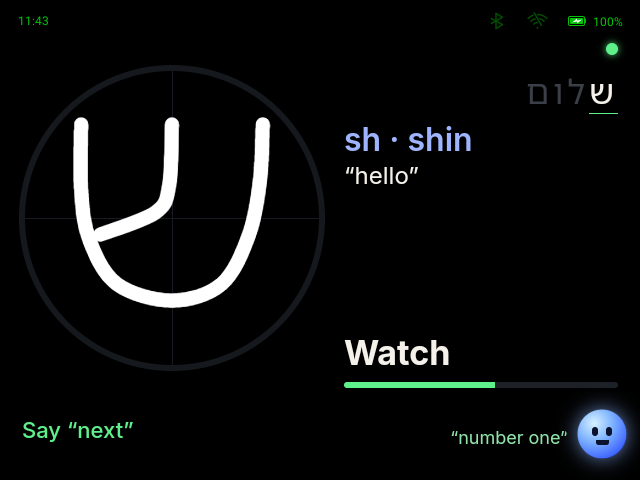 11:43
100%
שלום
ש
sh · shin
“hello”
Watch
Say “next”
“number one”